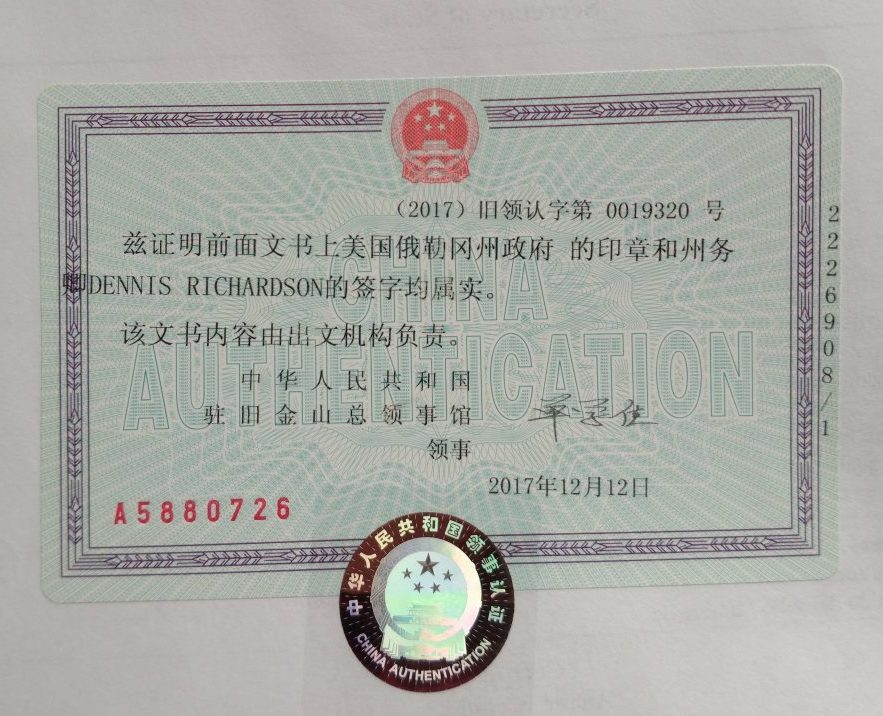 （2017）旧领认字第 0019320 号
兹证明前面文书上美国俄勒冈州政府 的印章和州务
卿DENNIS RICHARDSON的签字均属实。
该文书内容由出文机构负责。
中华人民共和国
驻旧金山总领事馆
领事
2017年12月12日
A5880726
2226908/1
CHINA
AUTHENTICATION
中华人民共和国领事认证
CHINA AUTHENTICATION